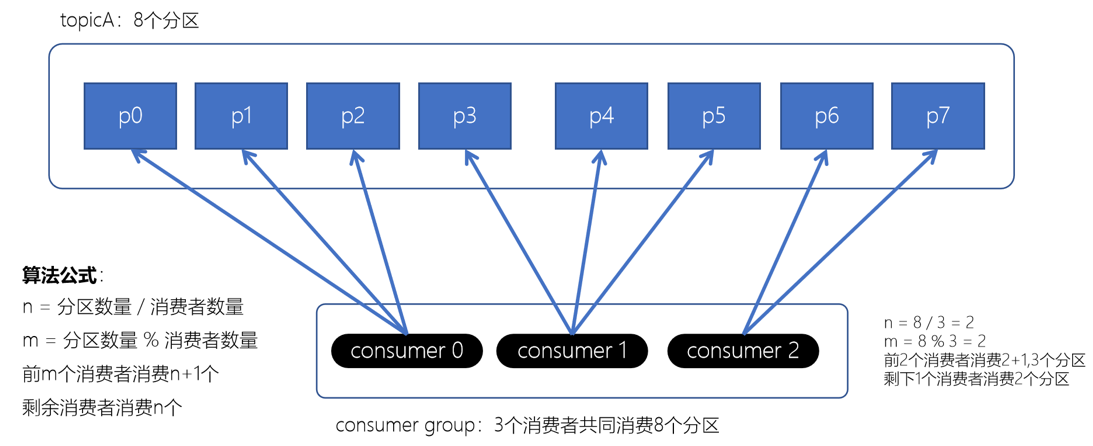 topicA：8个分区
p0 p1 p2 p3 p4 p5 p6 p7
算法公式：
n = 分区数量 / 消费者数量
m = 分区数量 % 消费者数量
前m个消费者消费n+1个
剩余消费者消费n个
consumer 0 consumer 1 consumer 2
n = 8 / 3 = 2
m = 8 % 3 = 2
前2个消费者消费2+1,3个分区
剩下1个消费者消费2个分区
consumer group：3个消费者共同消费8个分区